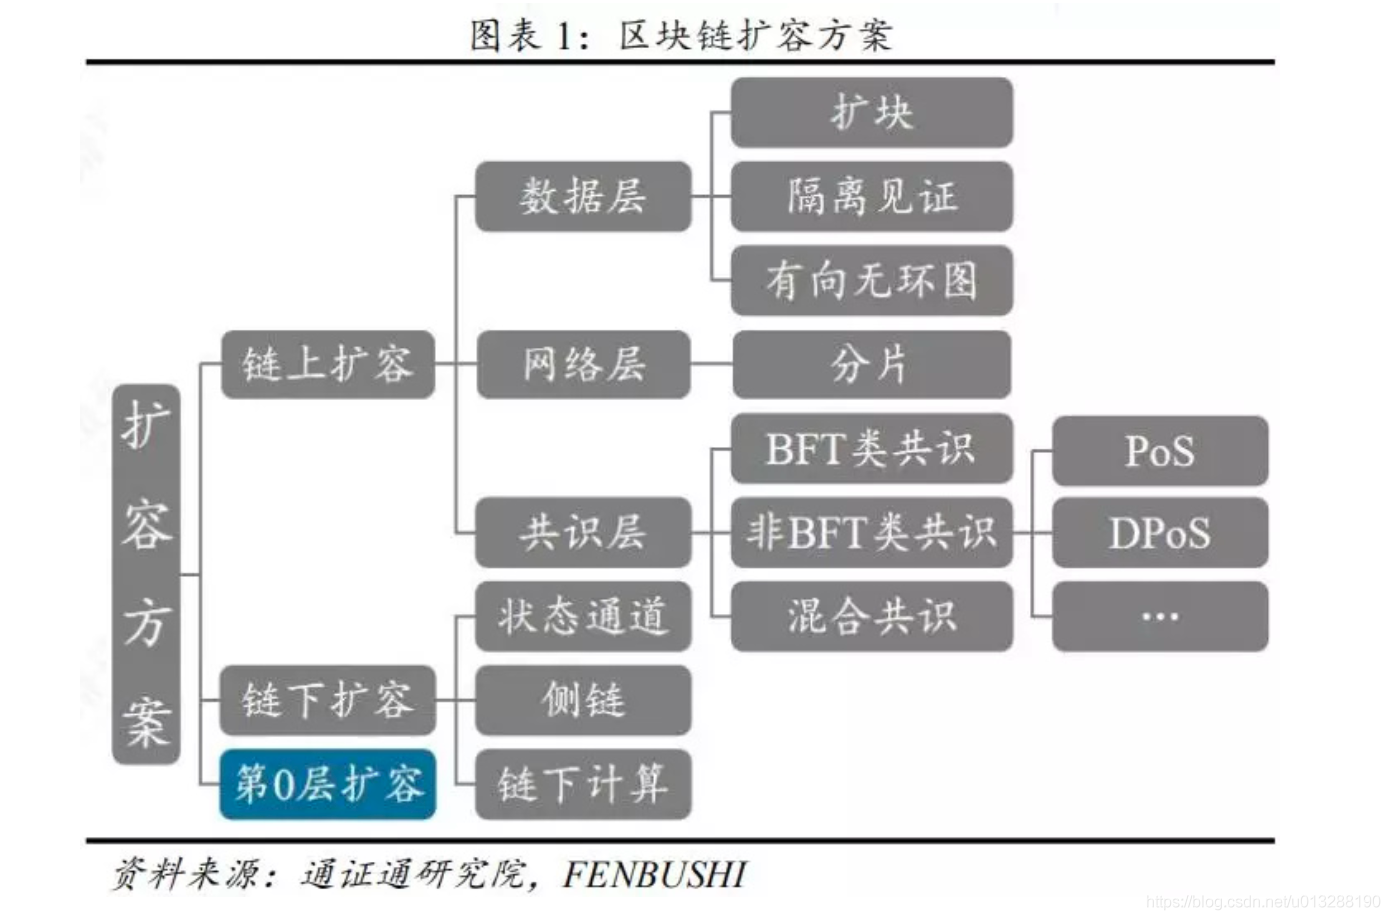 图表 1：区块链扩容方案
扩容方案
链上扩容
数据层
扩块
隔离见证
有向无环图
网络层
分片
共识层
BFT类共识
非BFT类共识
PoS
DPoS
…
混合共识
链下扩容
状态通道
侧链
链下计算
第0层扩容
资料来源：通证通研究院，FENBUSHI
https://blog.csdn.net/u013288190